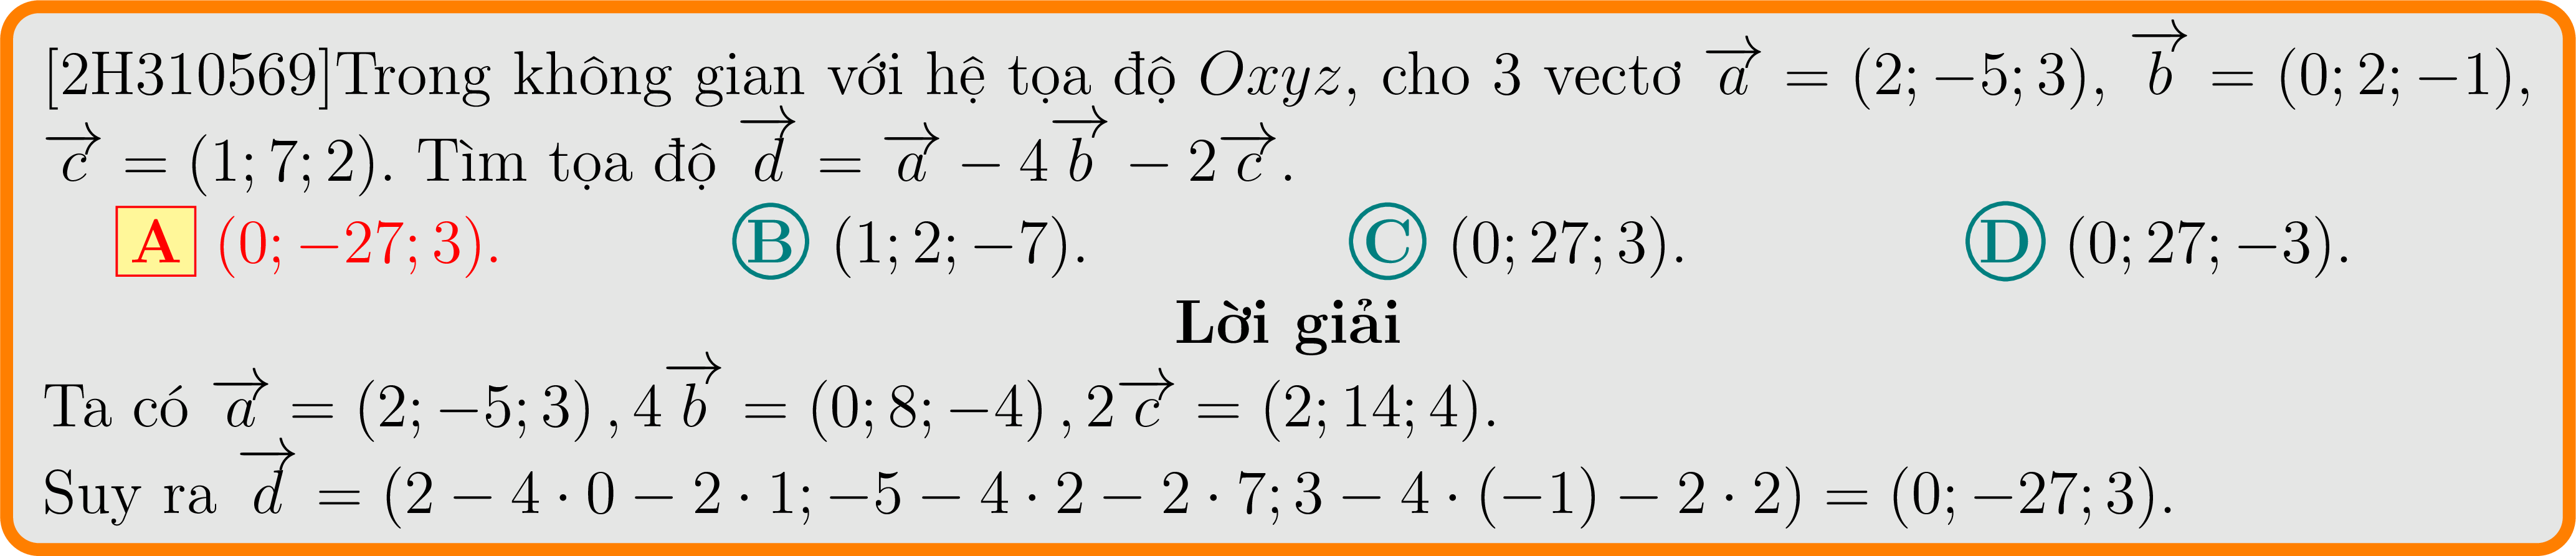 [2H310569]Trong không gian với hệ tọa độ $Oxyz$, cho 3 vectơ $\overrightarrow{a} = (2; -5; 3)$, $\overrightarrow{b} = (0; 2; -1)$,
$\overrightarrow{c} = (1; 7; 2)$. Tìm tọa độ $\overrightarrow{d} = \overrightarrow{a} - 4\overrightarrow{b} - 2\overrightarrow{c}$.
A $(0; -27; 3)$. B $(1; 2; -7)$. C $(0; 27; 3)$. D $(0; 27; -3)$.
Lời giải
Ta có $\overrightarrow{a} = (2; -5; 3), 4\overrightarrow{b} = (0; 8; -4), 2\overrightarrow{c} = (2; 14; 4)$.
Suy ra $\overrightarrow{d} = (2 - 4 \cdot 0 - 2 \cdot 1; -5 - 4 \cdot 2 - 2 \cdot 7; 3 - 4 \cdot (-1) - 2 \cdot 2) = (0; -27; 3)$.